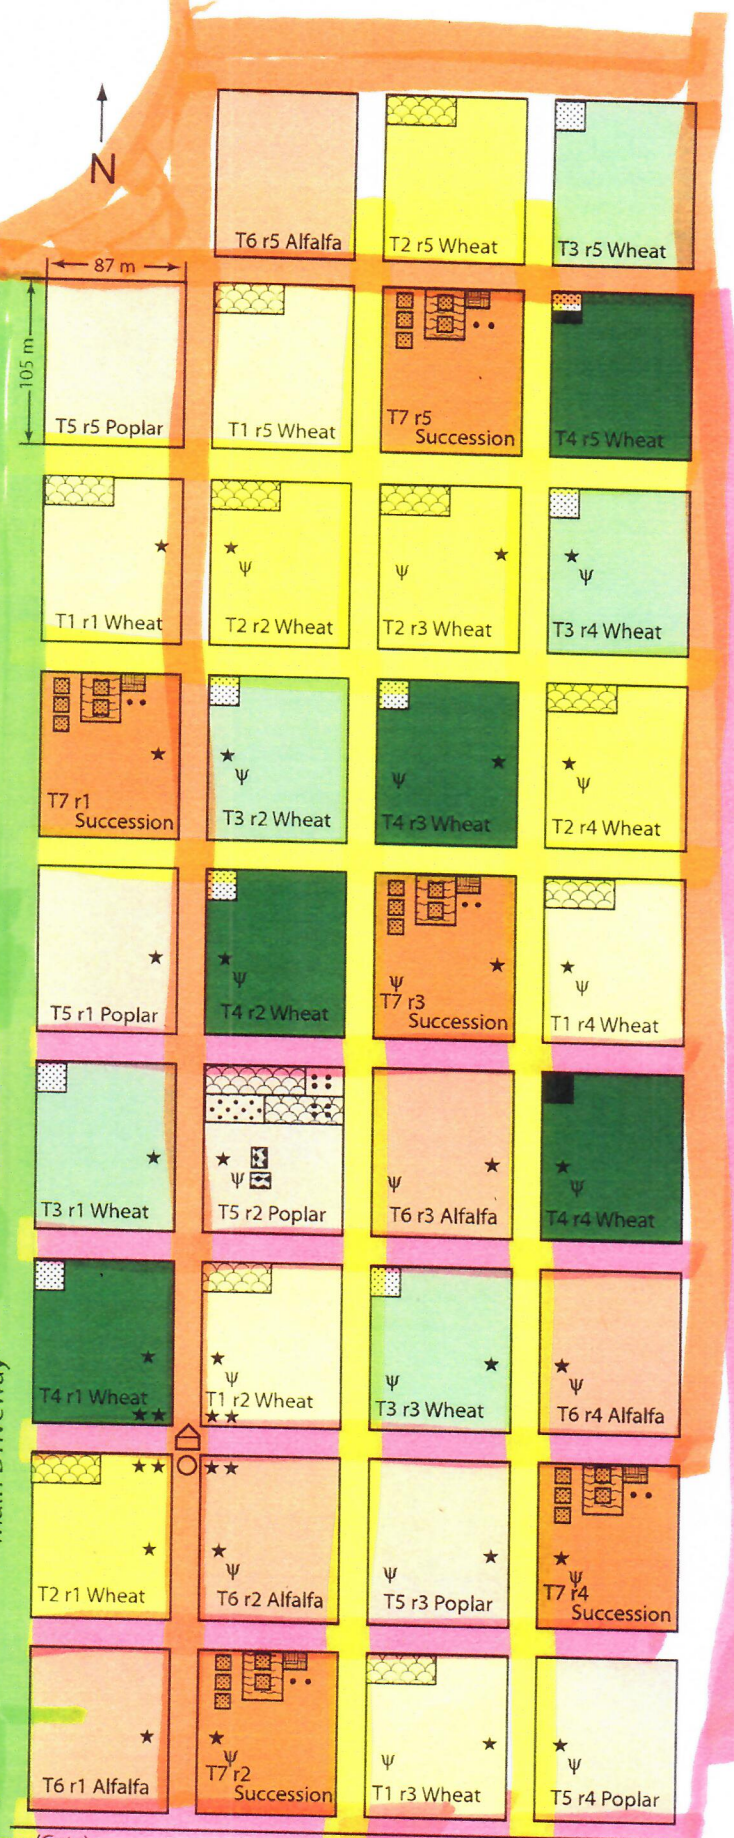 N
T6 r5 Alfalfa
T2 r5 Wheat
T3 r5 Wheat
87 m
105 m
T5 r5 Poplar
T1 r5 Wheat
T7 r5
Succession
T4 r5 Wheat
T1 r1 Wheat
T2 r2 Wheat
T2 r3 Wheat
T3 r4 Wheat
T7 r1
Succession
T3 r2 Wheat
T4 r3 Wheat
T2 r4 Wheat
T5 r1 Poplar
T4 r2 Wheat
T7 r3
Succession
T1 r4 Wheat
T3 r1 Wheat
T5 r2 Poplar
T6 r3 Alfalfa
T4 r4 Wheat
T4 r1 Wheat
T1 r2 Wheat
T3 r3 Wheat
T6 r4 Alfalfa
Main Driveway
T2 r1 Wheat
T6 r2 Alfalfa
T5 r3 Poplar
T7 r4
Succession
T6 r1 Alfalfa
T7 r2
Succession
T1 r3 Wheat
T5 r4 Poplar